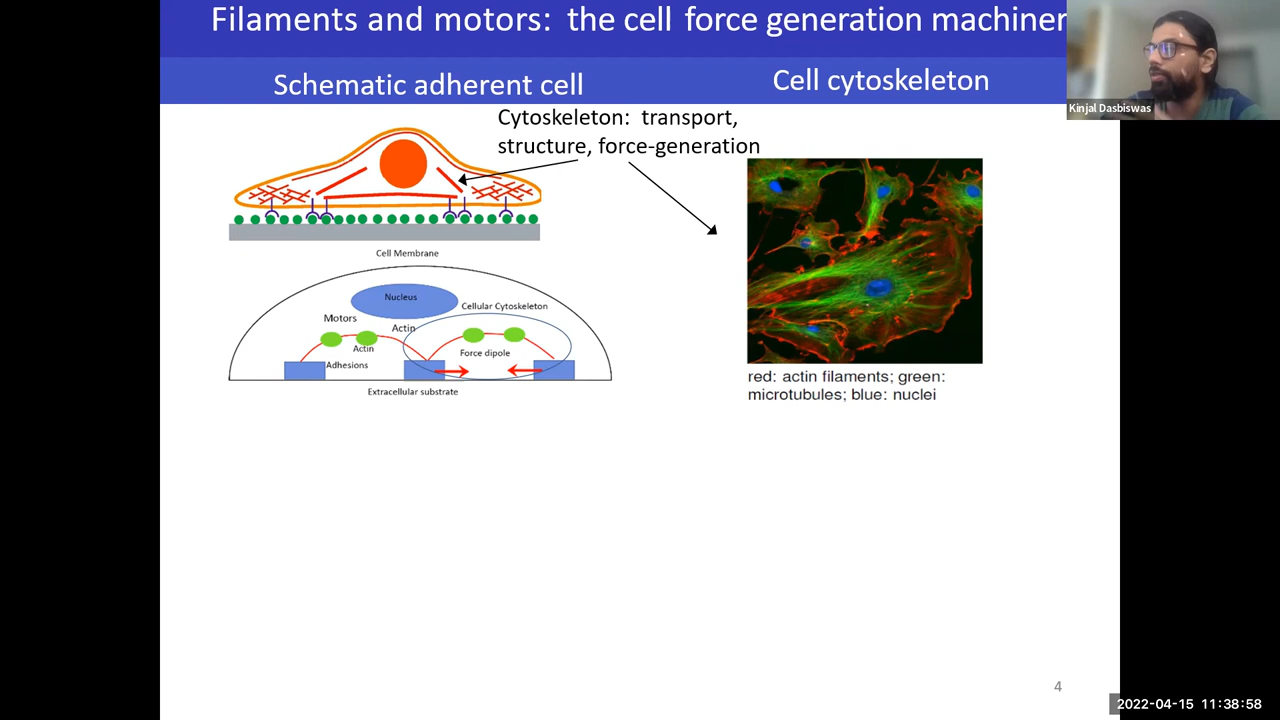 Filaments and motors: the cell force generation machiner
Schematic adherent cell
Cell cytoskeleton
Kinjal Dasbiswas
Cytoskeleton: transport,
structure, force-generation
Cell Membrane
Nucleus
Cellular Cytoskeleton
Motors
Actin
Actin
Force dipole
Adhesions
Extracellular substrate
red: actin filaments; green:
microtubules; blue: nuclei
4
2022-04-15 11:38:58